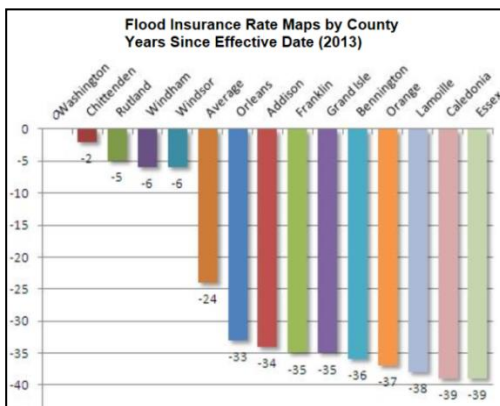 Flood Insurance Rate Maps by County
Years Since Effective Date (2013)
Washington
Chittenden
Rutland
Windham
Windsor
Average
Orleans
Addison
Franklin
Grand Isle
Bennington
Orange
Lamoille
Caledonia
Essex
0
-5
-10
-15
-20
-25
-30
-35
-40
0
-2
-5
-6
-6
-24
-33
-34
-35
-35
-36
-37
-38
-39
-39